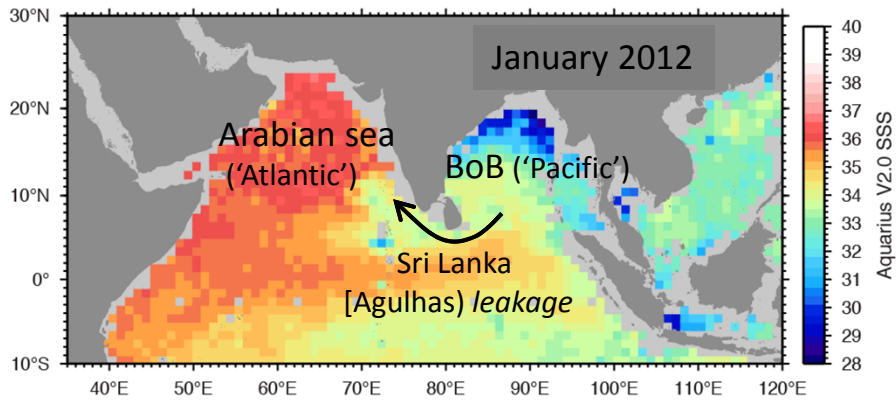 30°N
20°N
10°N
0°
10°S
January 2012
Arabian sea
(‘Atlantic’)
BoB (‘Pacific’)
Sri Lanka
[Agulhas) leakage
40°E 50°E 60°E 70°E 80°E 90°E 100°E 110°E 120°E
40
39
38
37
36
35
34
33
32
31
30
29
28
Aquarius V2.0 SSS